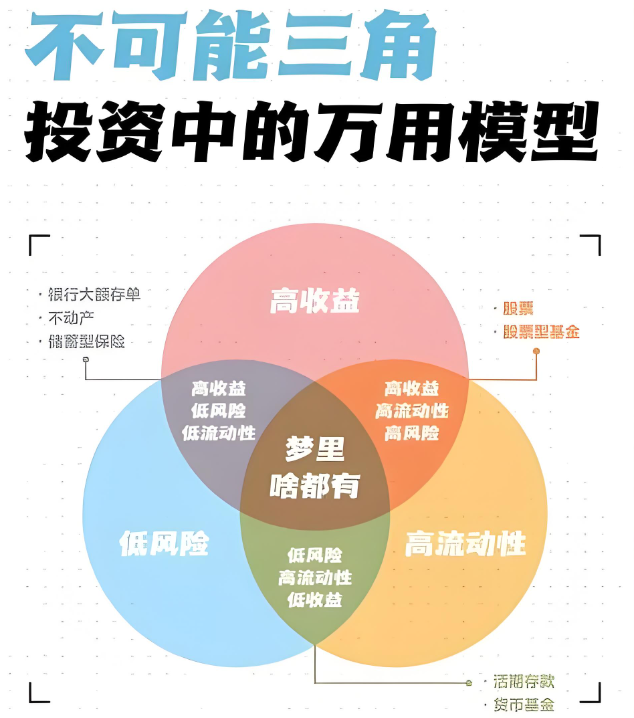 不可能三角
投资中的万用模型
高收益
· 银行大额存单
· 不动产
· 储蓄型保险
· 股票
· 股票型基金
高收益
低风险
低流动性
高收益
高流动性
高风险
梦里
啥都有
低风险
高流动性
低风险
高流动性
低收益
· 活期存款
· 货币基金